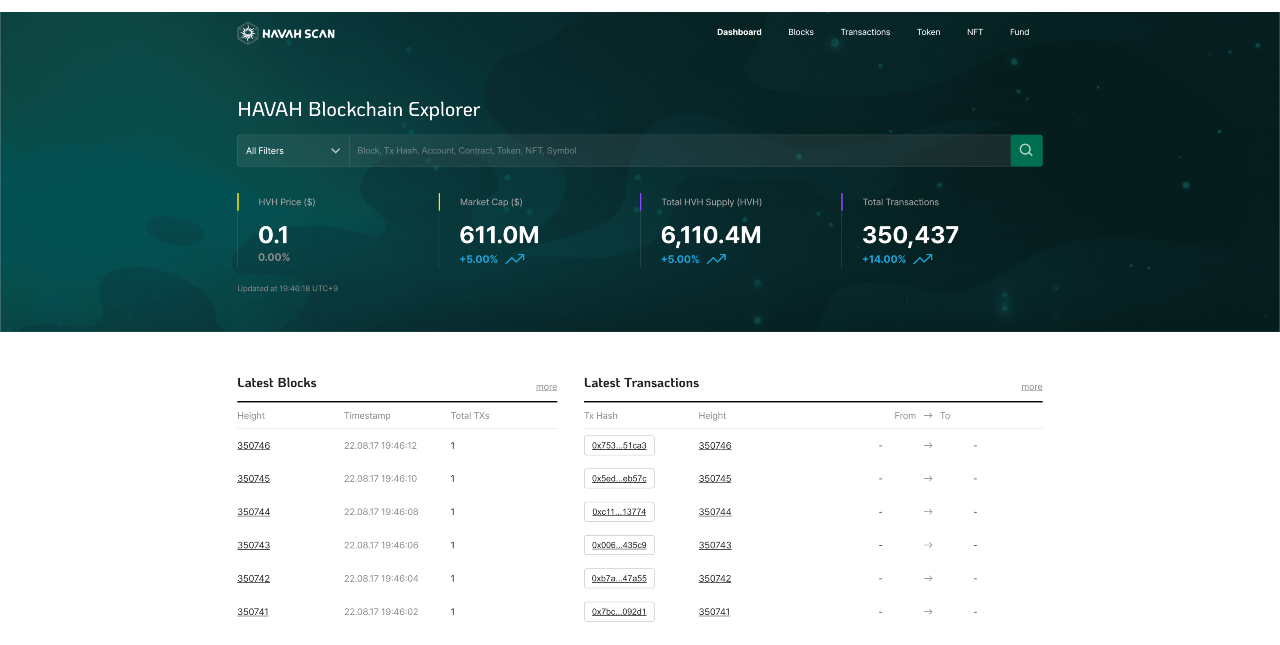 HAVAH SCAN
Dashboard Blocks Transactions Token NFT Fund
HAVAH Blockchain Explorer
All Filters Block, Tx Hash, Account, Contract, Token, NFT, Symbol
HVH Price ($) Market Cap ($) Total HVH Supply (HVH) Total Transactions
0.1 611.0M 6,110.4M 350,437
0.00% +5.00% +5.00% +14.00%
Updated at 19:46:18 UTC+9
Latest Blocks more
Height Timestamp Total TXs
350746 22.08.17 19:46:12 1
350745 22.08.17 19:46:10 1
350744 22.08.17 19:46:08 1
350743 22.08.17 19:46:06 1
350742 22.08.17 19:46:04 1
350741 22.08.17 19:46:02 1
Latest Transactions more
Tx Hash Height From → To
0x753...51ca3 350746 - → -
0x5ed...eb57c 350745 - → -
0xc11...13774 350744 - → -
0x006...435c9 350743 - → -
0xb7a...47a55 350742 - → -
0x7bc...092d1 350741 - → -